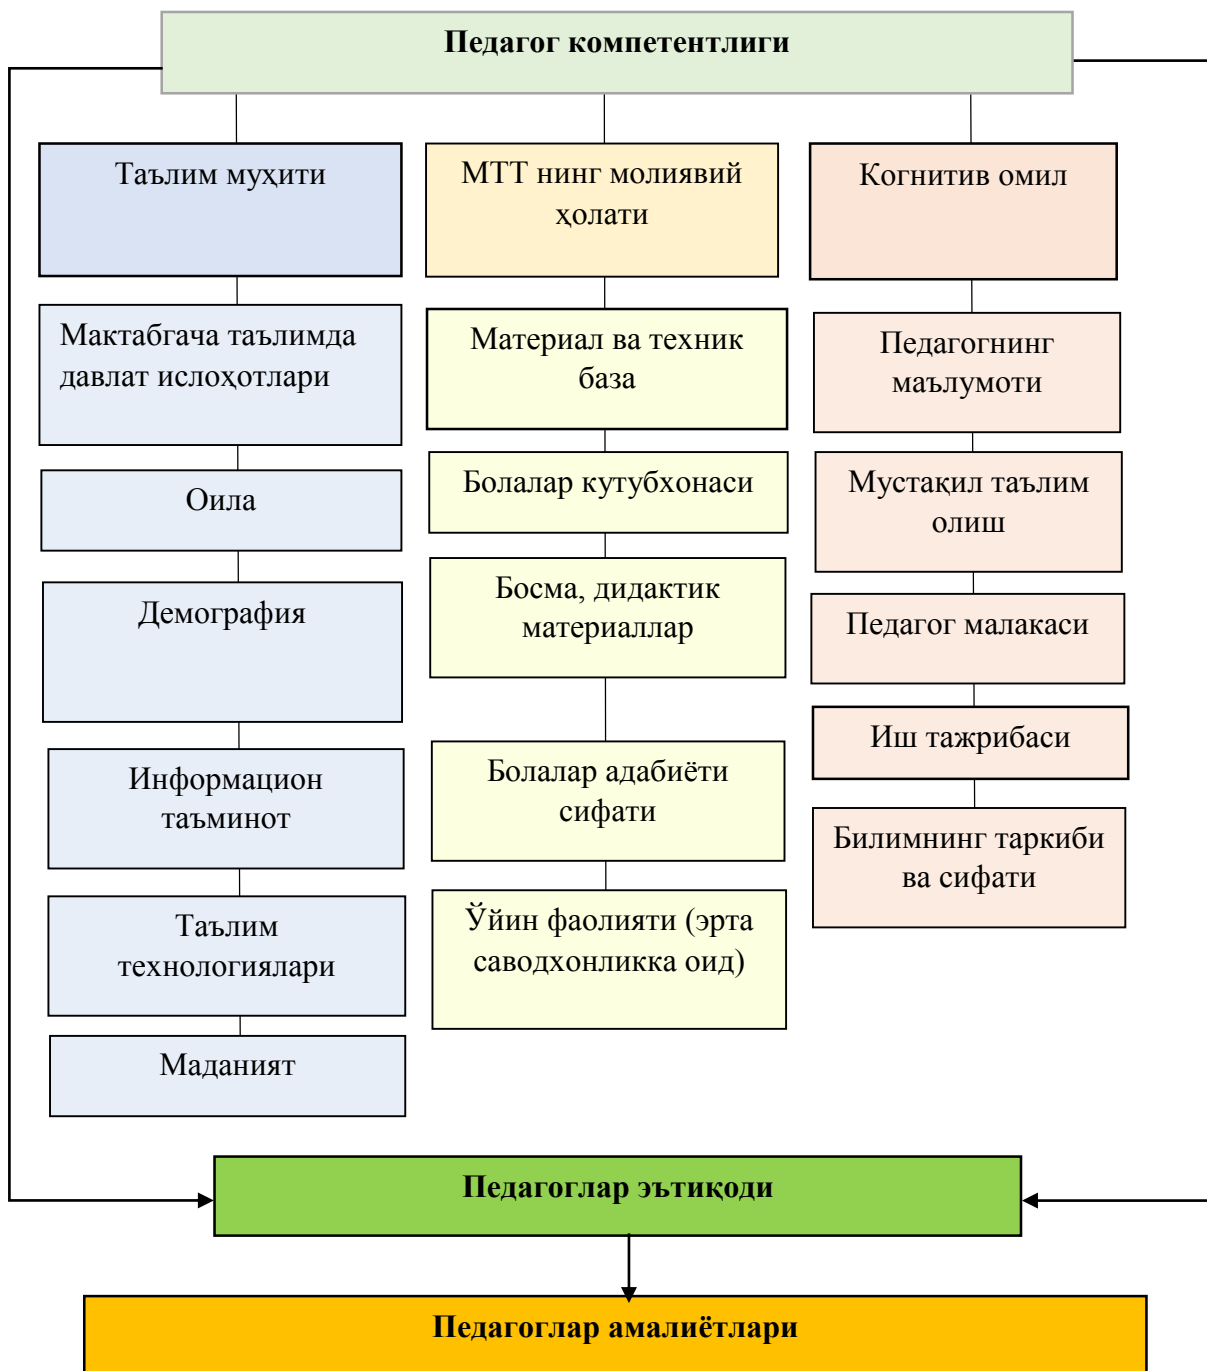 Педагог компетентлиги
Таълим муҳити
Мактабгача таълимда
давлат ислоҳотлари
Оила
Демография
Информацион
таъминот
Таълим
технологиялари
Маданият
МТТ нинг молиявий
ҳолати
Материал ва техник
база
Болалар кутубхонаси
Босма, дидактик
материаллар
Болалар адабиёти
сифати
Ўйин фаолияти (эрта
саводхонликка оид)
Когнитив омил
Педагогнинг
маълумоти
Мустақил таълим
олиш
Педагог малакаси
Иш тажрибаси
Билимнинг таркиби
ва сифати
Педагоглар эътиқоди
Педагоглар амалиётлари